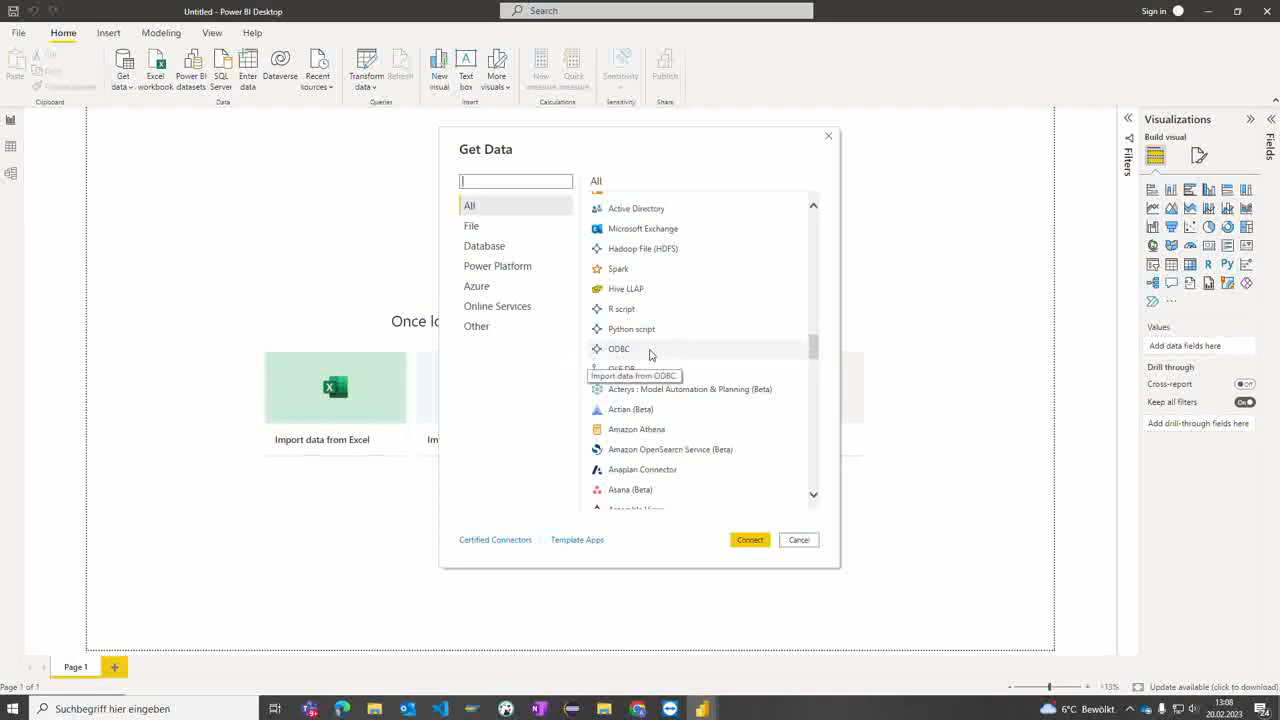 Untitled - Power BI Desktop
Search
Sign in
File Home Insert Modeling View Help
Paste
Get data
Excel workbook
Power BI datasets
SQL Server
Enter data
Dataverse
Recent sources
Transform data
Refresh
New visual
Text box
More visuals
New
Quick
Sensitivity
Publish
Clipboard
Data
Queries
Insert
Calculations
Sensitivity
Share
Get Data
All
File
Database
Power Platform
Azure
Online Services
Other
All
Active Directory
Microsoft Exchange
Hadoop File (HDFS)
Spark
Hive LLAP
R script
Python script
ODBC
Import data from ODBC.
Acterys : Model Automation & Planning (Beta)
Actian (Beta)
Amazon Athena
Amazon OpenSearch Service (Beta)
Anaplan Connector
Asana (Beta)
Certified Connectors
Template Apps
Connect
Cancel
Once lo
Import data from Excel
Im
Filters
Visualizations
Build visual
Values
Add data fields here
Drill through
Cross-report
Off
Keep all filters
On
Add drill-through fields here
Fields
Page 1
Page 1 of 1
Update available (click to download)
Suchbegriff hier eingeben
6°C Bewölkt
13:08
20.02.2023